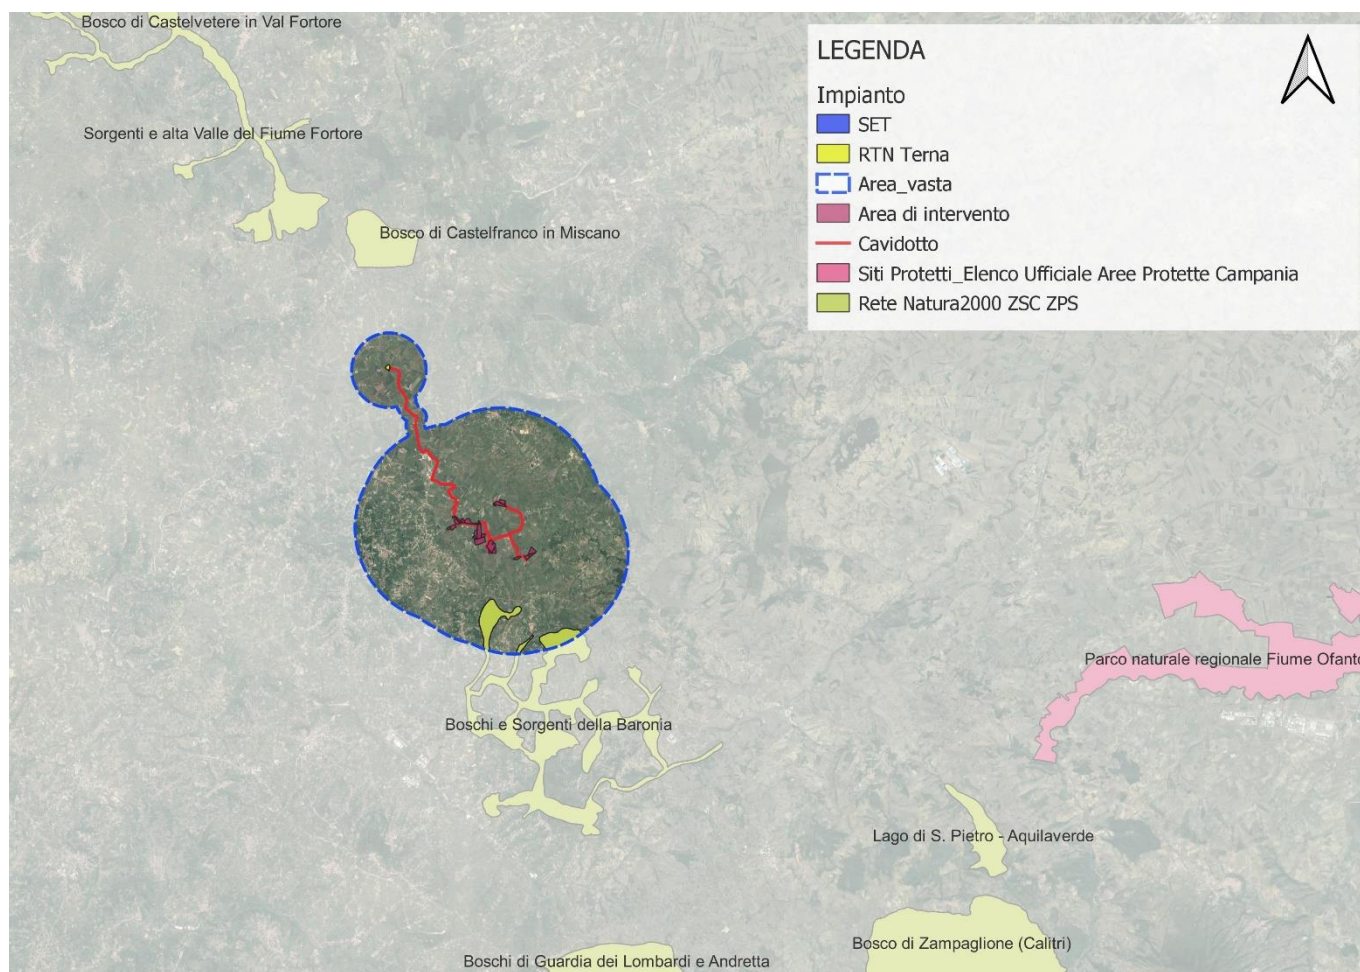 Bosco di Castelvetere in Val Fortore
Sorgenti e alta Valle del Fiume Fortore
Bosco di Castelfranco in Miscano
LEGENDA
Impianto
SET
RTN Terna
Area_vasta
Area di intervento
Cavidotto
Siti Protetti_Elenco Ufficiale Aree Protette Campania
Rete Natura2000 ZSC ZPS
Parco naturale regionale Fiume Ofanto
Boschi e Sorgenti della Baronia
Lago di S. Pietro - Aquilaverde
Bosco di Zampaglione (Calitri)
Boschi di Guardia dei Lombardi e Andretta